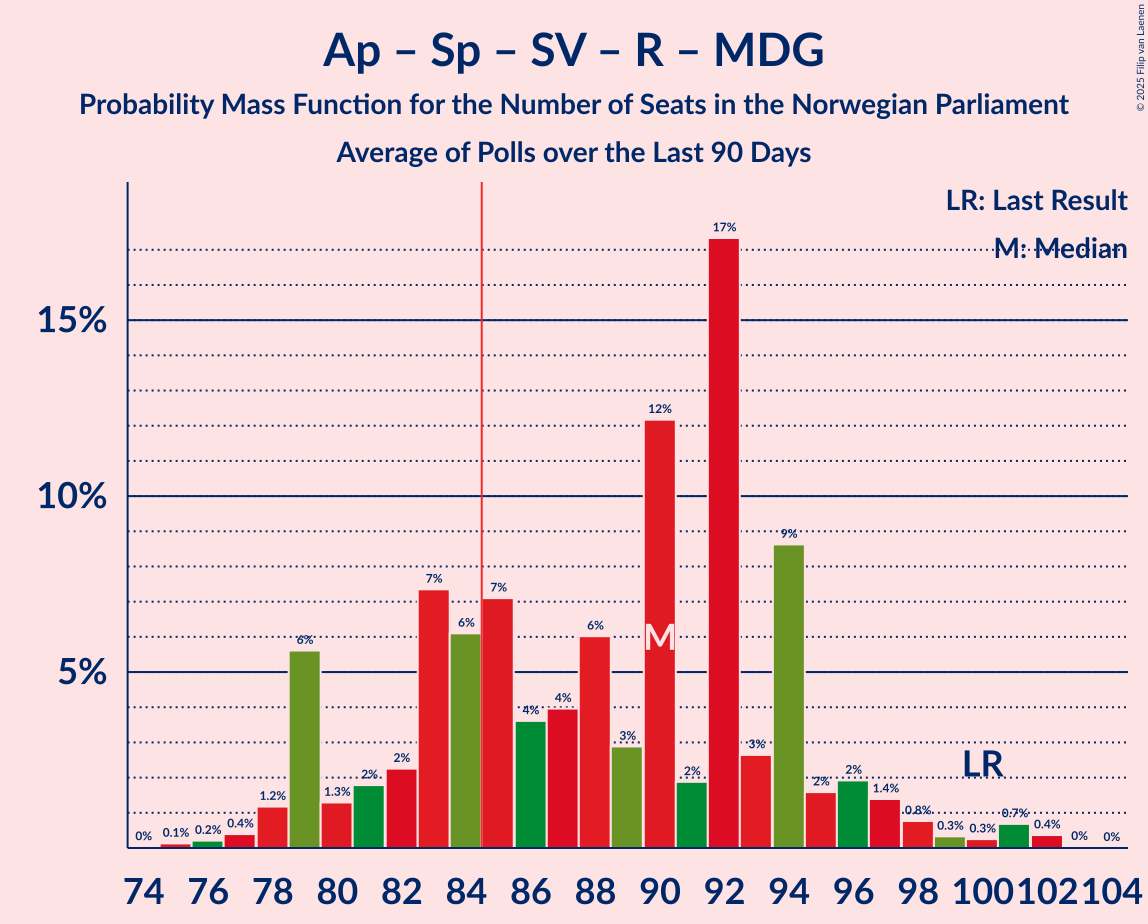 Ap – Sp – SV – R – MDG
Probability Mass Function for the Number of Seats in the Norwegian Parliament
Average of Polls over the Last 90 Days
© 2025 Filip van Laenen
LR: Last Result
M: Median
15%
10%
5%
0% 0.1% 0.2% 0.4% 1.2% 6% 1.3% 2% 2% 7% 6% 7% 4% 4% 6% 3% 12% 2% 17% 3% 9% 2% 2% 1.4% 0.8% 0.3% 0.3% 0.7% 0.4% 0% 0%
M
LR
74 76 78 80 82 84 86 88 90 92 94 96 98 100 102 104